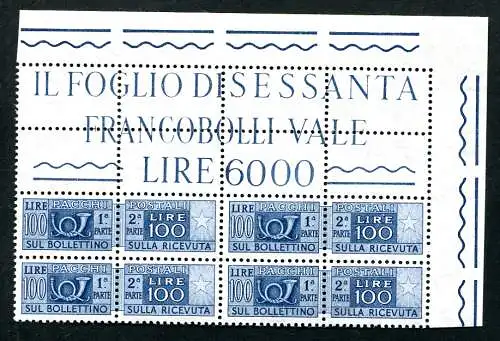 IL FOGLIO DI SESSANTA
FRANCOBOLLI VALE
LIRE 6000
LIRE PACCHI POSTALI LIRE LIRE PACCHI POSTALI LIRE
100 1ª PARTE 2ª PARTE 100 100 1ª PARTE 2ª PARTE 100
SUL BOLLETTINO SULLA RICEVUTA SUL BOLLETTINO SULLA RICEVUTA
LIRE PACCHI POSTALI LIRE LIRE PACCHI POSTALI LIRE
100 1ª PARTE 2ª PARTE 100 100 1ª PARTE 2ª PARTE 100
SUL BOLLETTINO SULLA RICEVUTA SUL BOLLETTINO SULLA RICEVUTA